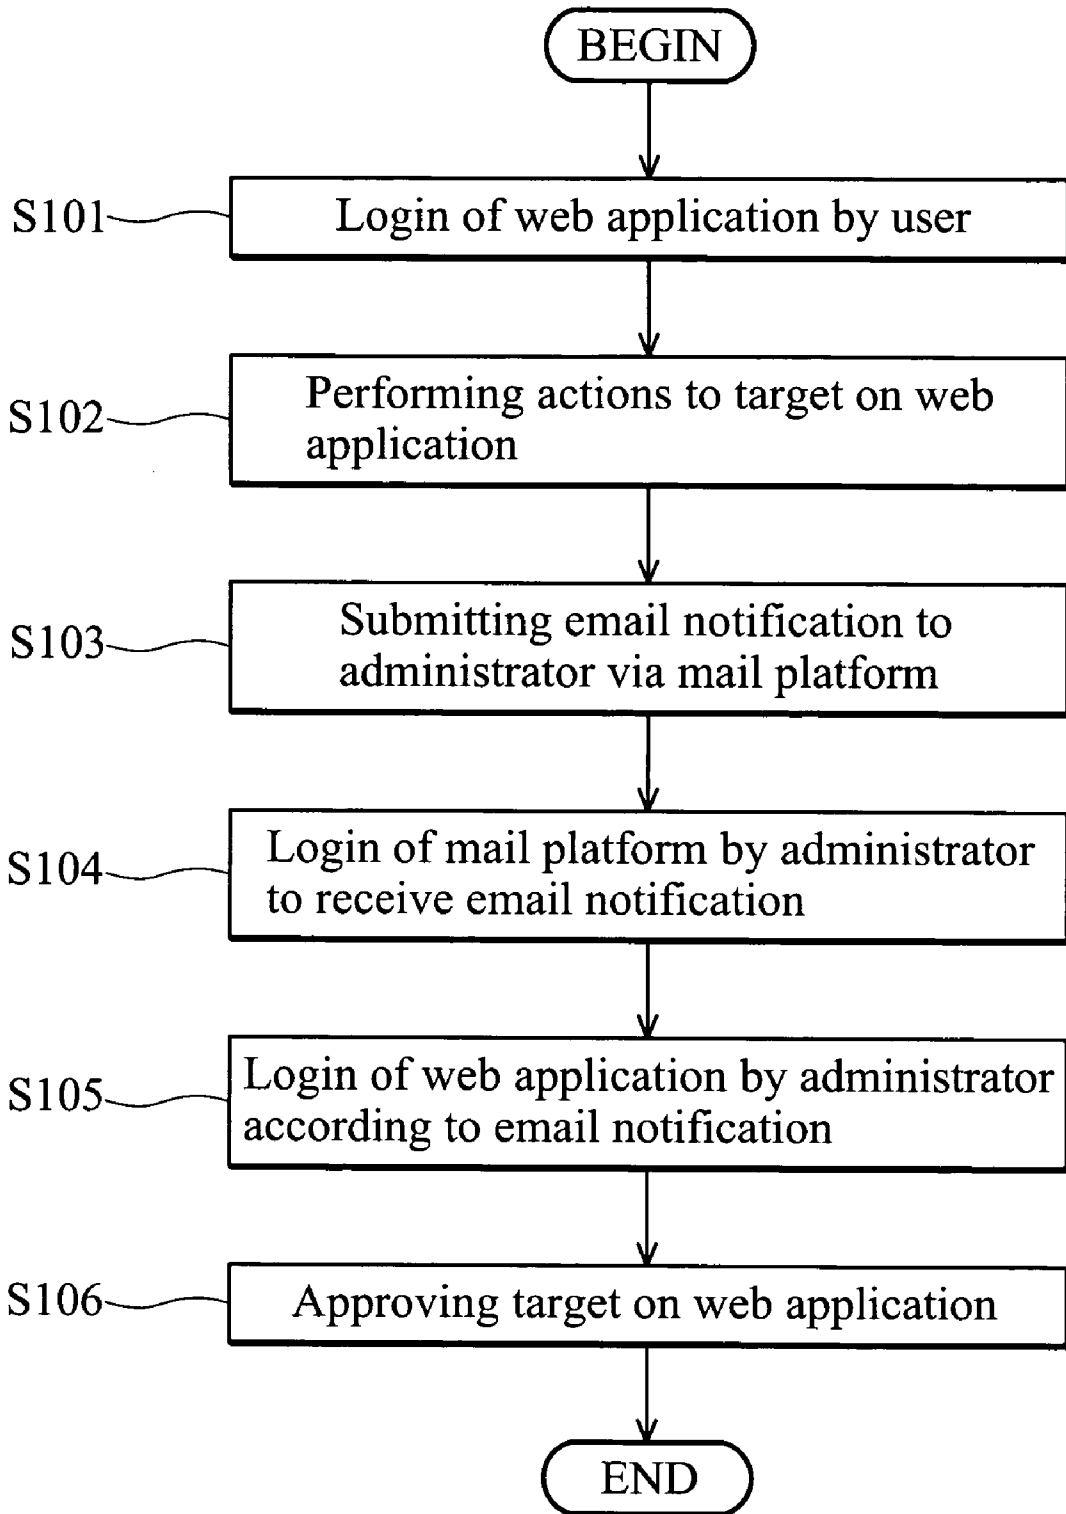 BEGIN
S101
Login of web application by user
S102
Performing actions to target on web
application
S103
Submitting email notification to
administrator via mail platform
S104
Login of mail platform by administrator
to receive email notification
S105
Login of web application by administrator
according to email notification
S106
Approving target on web application
END